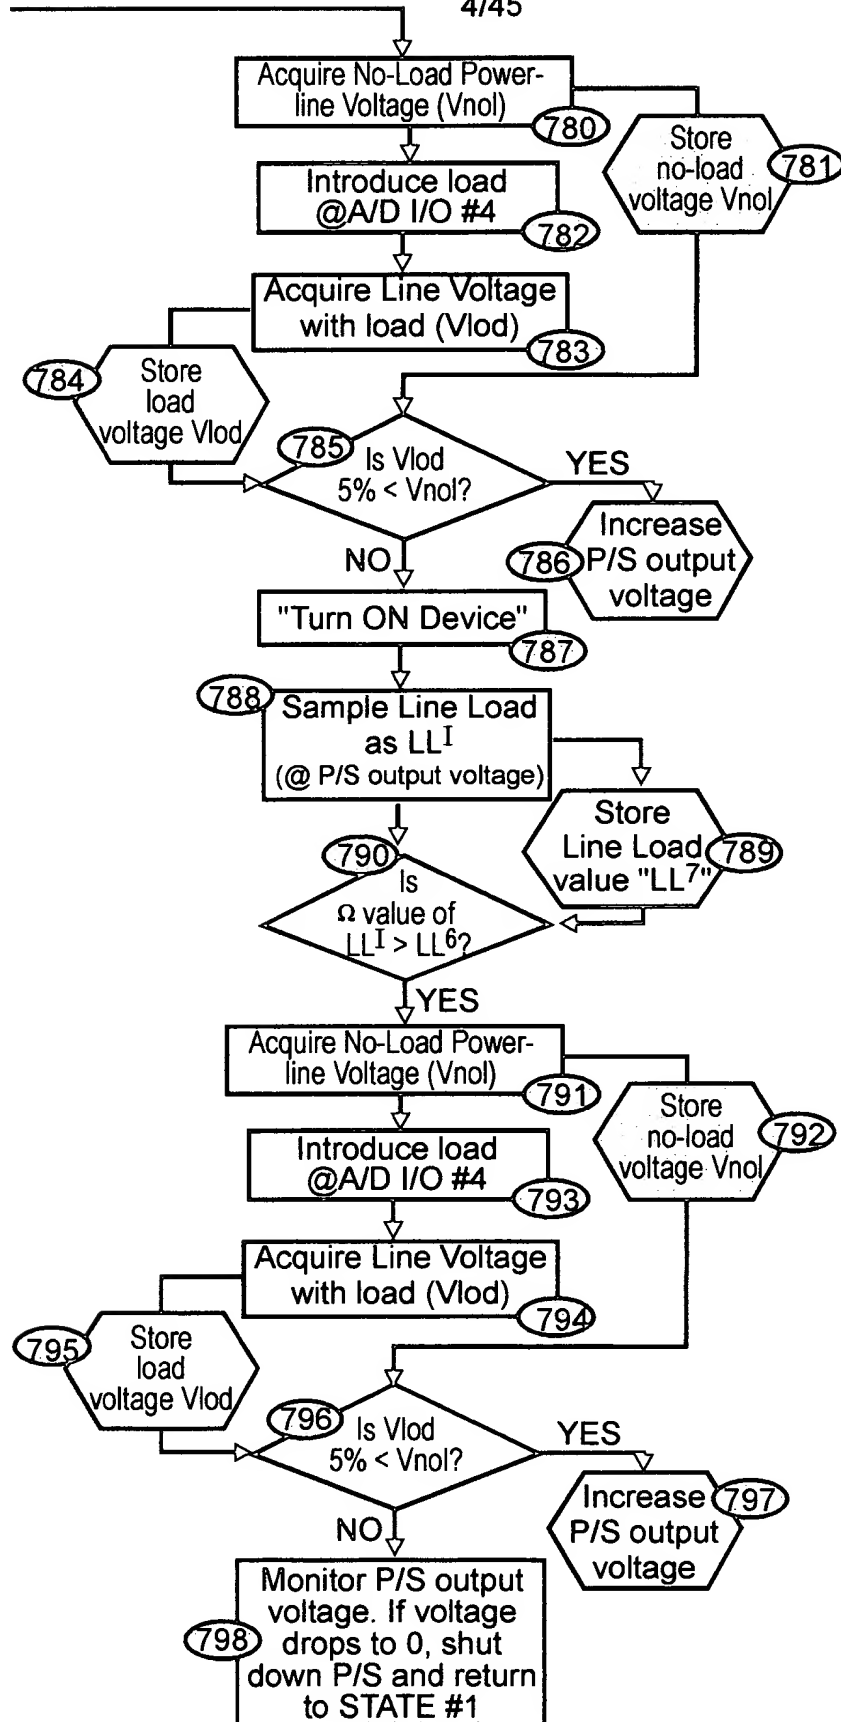 4/45
Acquire No-Load Power-
line Voltage (Vnol)
780
Store
no-load
voltage Vnol
781
Introduce load
@A/D I/O #4
782
Acquire Line Voltage
with load (Vlod)
783
784
Store
load
voltage Vlod
785
Is Vlod
5% < Vnol?
YES
Increase
P/S output
voltage
786
NO
"Turn ON Device"
787
788
Sample Line Load
as LL^I
(@ P/S output voltage)
Store
Line Load
value "LL^7"
789
790
Is
Ω value of
LL^I > LL^6?
YES
Acquire No-Load Power-
line Voltage (Vnol)
791
Store
no-load
voltage Vnol
792
Introduce load
@A/D I/O #4
793
Acquire Line Voltage
with load (Vlod)
794
795
Store
load
voltage Vlod
796
Is Vlod
5% < Vnol?
YES
Increase
P/S output
voltage
797
NO
Monitor P/S output
voltage. If voltage
drops to 0, shut
down P/S and return
to STATE #1
798